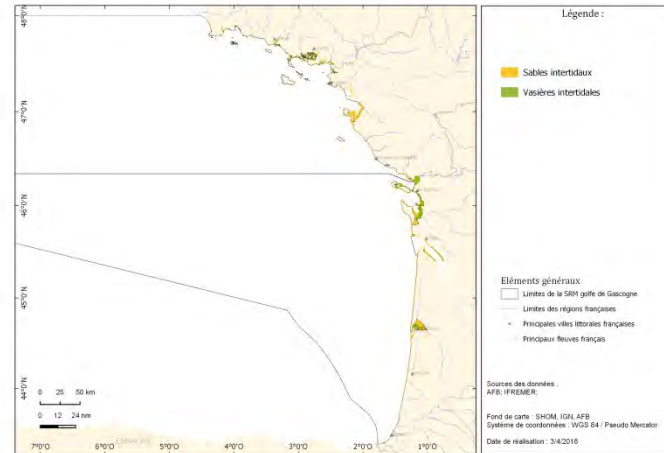 Légende :
Sables intertidaux
Vasières intertidales
Eléments généraux
Limites de la SRM golfe de Gascogne
Limites des régions françaises
Principales villes littorales françaises
Principaux fleuves français
Sources des données :
AFB; IFREMER;
Fond de carte : SHOM, IGN, AFB
Système de coordonnées : WGS 84 / Pseudo Mercator
Date de réalisation : 3/4/2018
48°0'N
47°0'N
46°0'N
45°0'N
44°0'N
0 25 50 km
0 12 24 nm
7°0'O 6°0'O 5°0'O 4°0'O 3°0'O 2°0'O 1°0'O
ESPAGNE